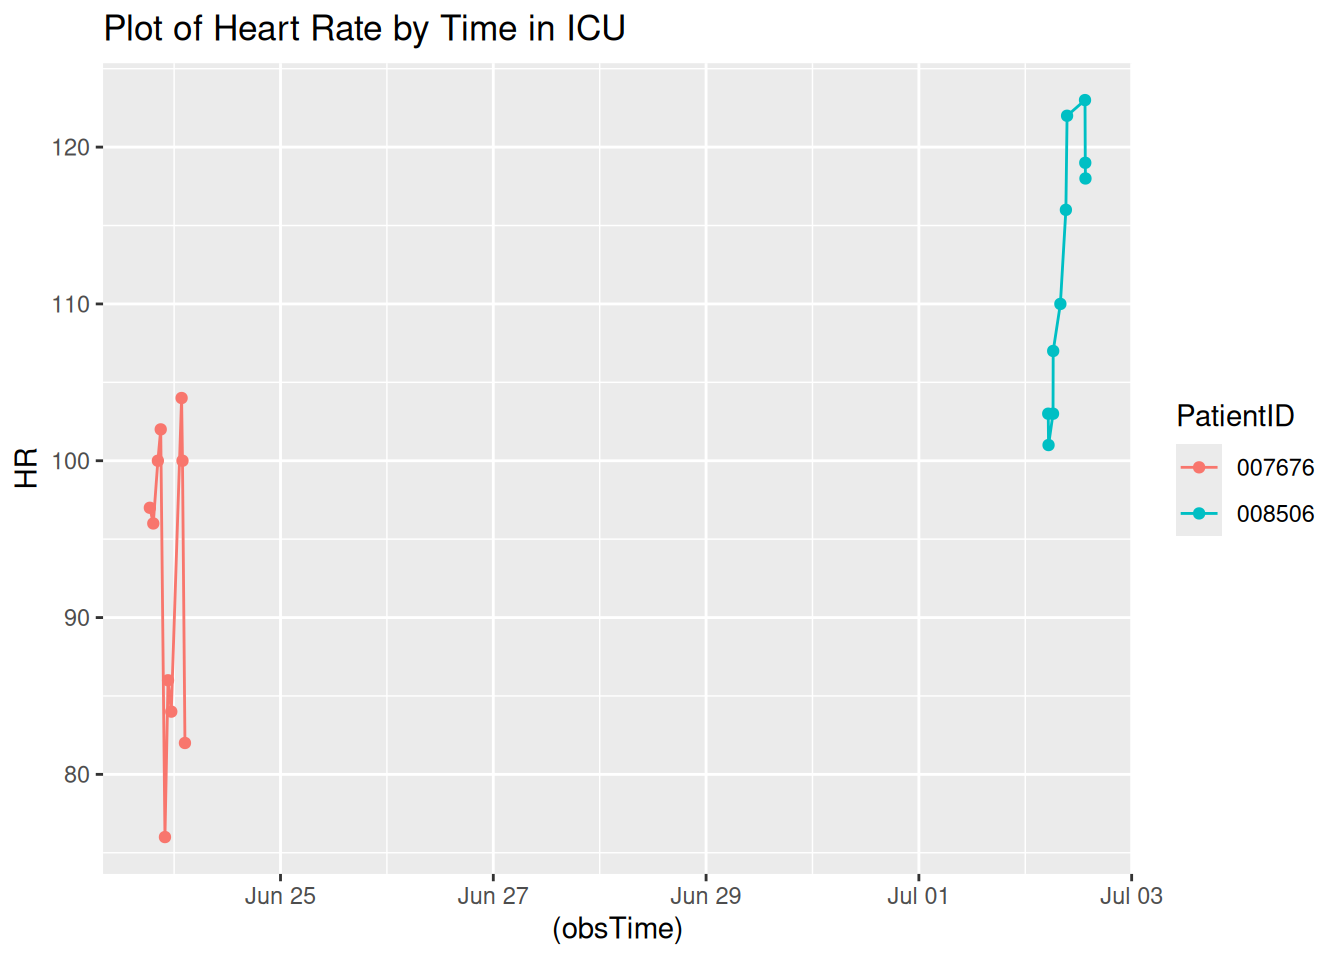 Plot of Heart Rate by Time in ICU
120
110
100
90
80
HR
Jun 25 Jun 27 Jun 29 Jul 01 Jul 03
(obsTime)
PatientID
007676
008506